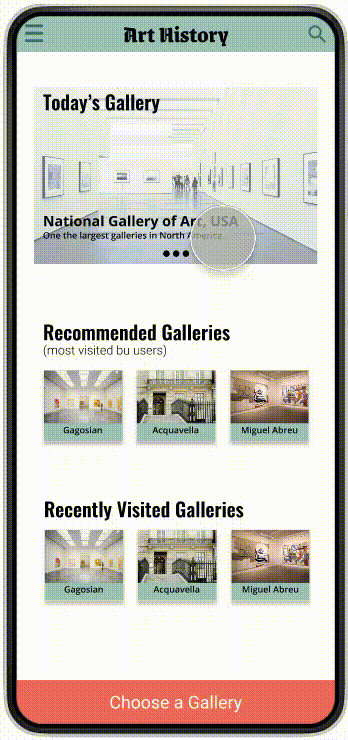 Art History
Today's Gallery
National Gallery of Art, USA
One the largest galleries in North America
Recommended Galleries
(most visited bu users)
Gagosian
Acquavella
Miguel Abreu
Recently Visited Galleries
Gagosian
Acquavella
Miguel Abreu
Choose a Gallery